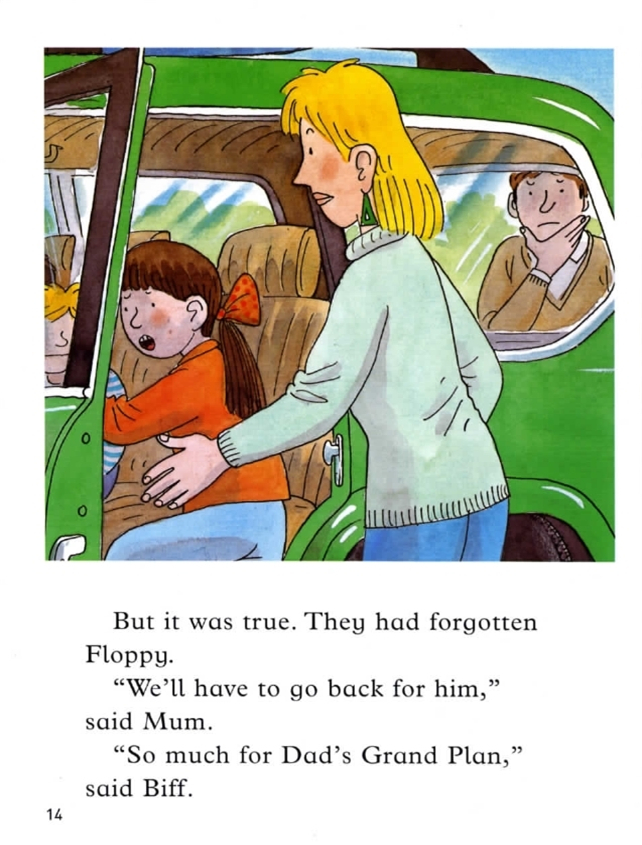 But it was true. They had forgotten
Floppy.
“We’ll have to go back for him,”
said Mum.
“So much for Dad’s Grand Plan,”
said Biff.
14